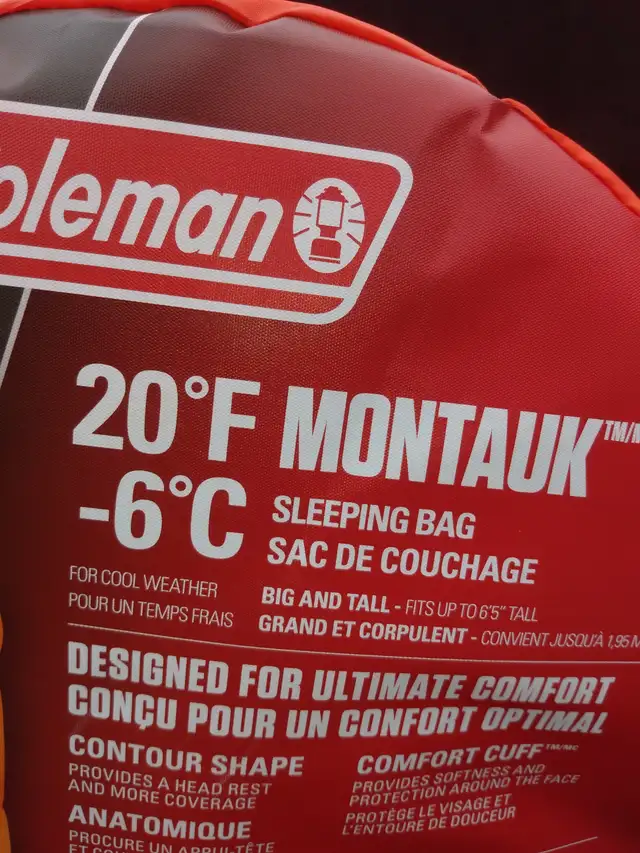 oleman
20°F MONTAUK™/M
-6°C
SLEEPING BAG
SAC DE COUCHAGE
FOR COOL WEATHER
POUR UN TEMPS FRAIS
BIG AND TALL - FITS UP TO 6'5" TALL
GRAND ET CORPULENT - CONVIENT JUSQU'À 1,95 M
DESIGNED FOR ULTIMATE COMFORT
CONÇU POUR UN CONFORT OPTIMAL
CONTOUR SHAPE
PROVIDES A HEAD REST
AND MORE COVERAGE
ANATOMIQUE
PROCURE UN APPUI-TÊTE
COMFORT CUFF™/MC
PROVIDES SOFTNESS AND
PROTECTION AROUND THE FACE
PROTÈGE LE VISAGE ET
L'ENTOURE DE DOUCEUR